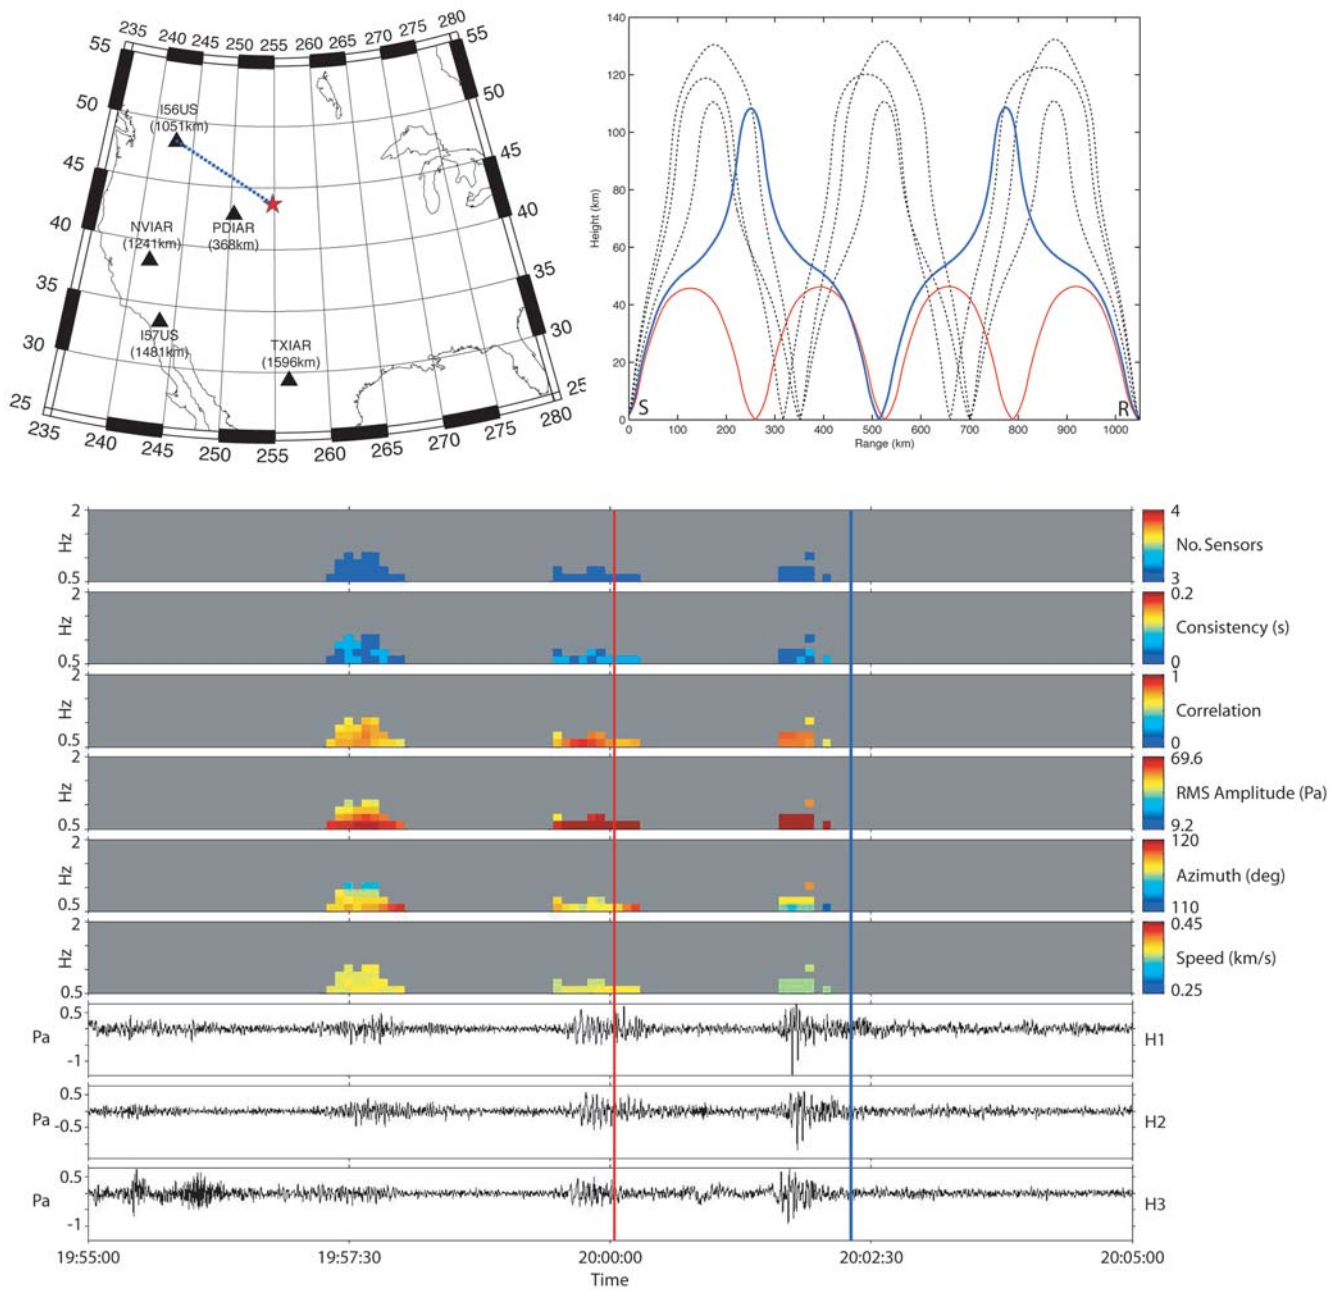 235 240 245 250 255 260 265 270 275 280
55
55
50
50
45
45
40
40
35
35
30
30
25
25
235 240 245 250 255 260 265 270 275 280
I56US
(1051km)
NVIAR
(1241km)
PDIAR
(368km)
I57US
(1481km)
TXIAR
(1596km)
140
120
100
80
60
40
20
0
Height (km)
S
R
0 100 200 300 400 500 600 700 800 900 1000
Range (km)
2
Hz
0.5
4
No. Sensors
3
2
Hz
0.5
0.2
Consistency (s)
0
2
Hz
0.5
1
Correlation
0
2
Hz
0.5
69.6
RMS Amplitude (Pa)
9.2
2
Hz
0.5
120
Azimuth (deg)
110
2
Hz
0.5
0.45
Speed (km/s)
0.25
0.5
Pa
-1
H1
0.5
Pa
-0.5
H2
0.5
Pa
-1
H3
19:55:00 19:57:30 20:00:00 20:02:30 20:05:00
Time